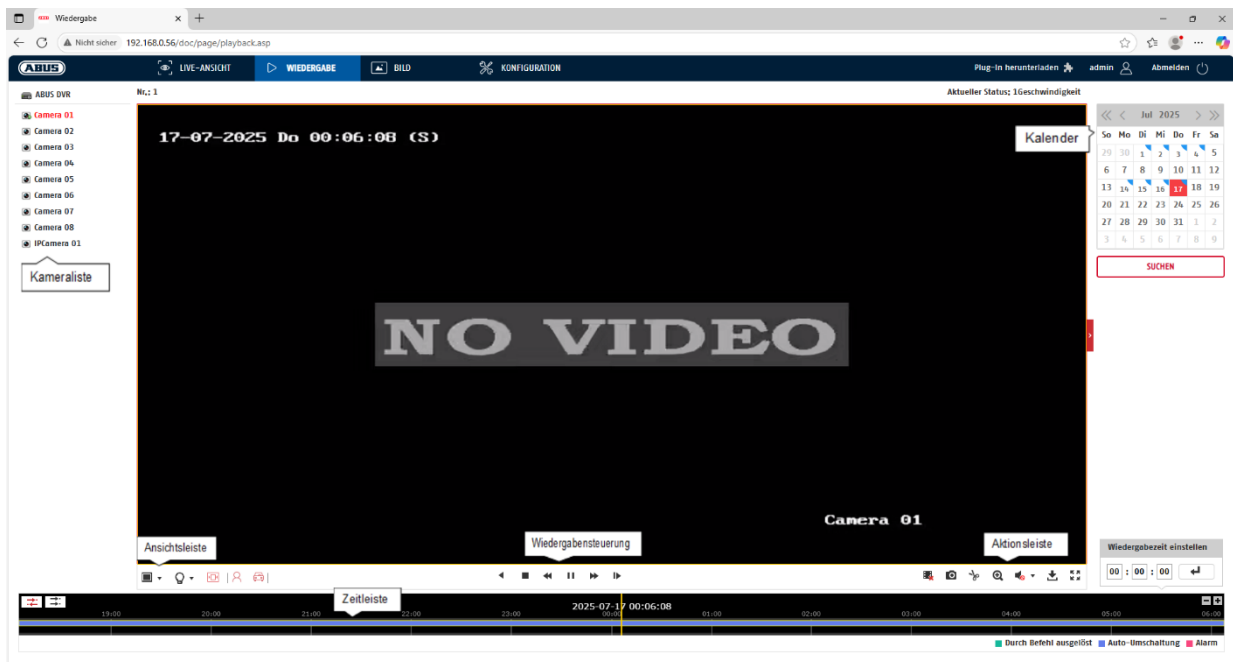 Wiedergabe
Nicht sicher 192.168.0.56/doc/page/playback.asp
ABUS LIVE-ANSICHT WIEDERGABE BILD KONFIGURATION Plug-In herunterladen admin Abmelden
ABUS DVR
Nr.: 1 Aktueller Status; 1Geschwindigkeit
Camera 01
Camera 02
Camera 03
Camera 04
Camera 05
Camera 06
Camera 07
Camera 08
IPCamera 01
Kameraliste
17-07-2025 Do 00:06:08 (S)
NO VIDEO
Camera 01
Kalender
Jul 2025
So Mo Di Mi Do Fr Sa
29 30 1 2 3 4 5
6 7 8 9 10 11 12
13 14 15 16 17 18 19
20 21 22 23 24 25 26
27 28 29 30 31 1 2
3 4 5 6 7 8 9
SUCHEN
Ansichtsleiste
Wiedergabensteuerung
Aktionsleiste
Wiedergabezeit einstellen
00 : 00 : 00
Zeitleiste
2025-07-17 00:06:08
19:00 20:00 21:00 22:00 23:00 00:00 01:00 02:00 03:00 04:00 05:00 06:00
Durch Befehl ausgelöst Auto-Umschaltung Alarm